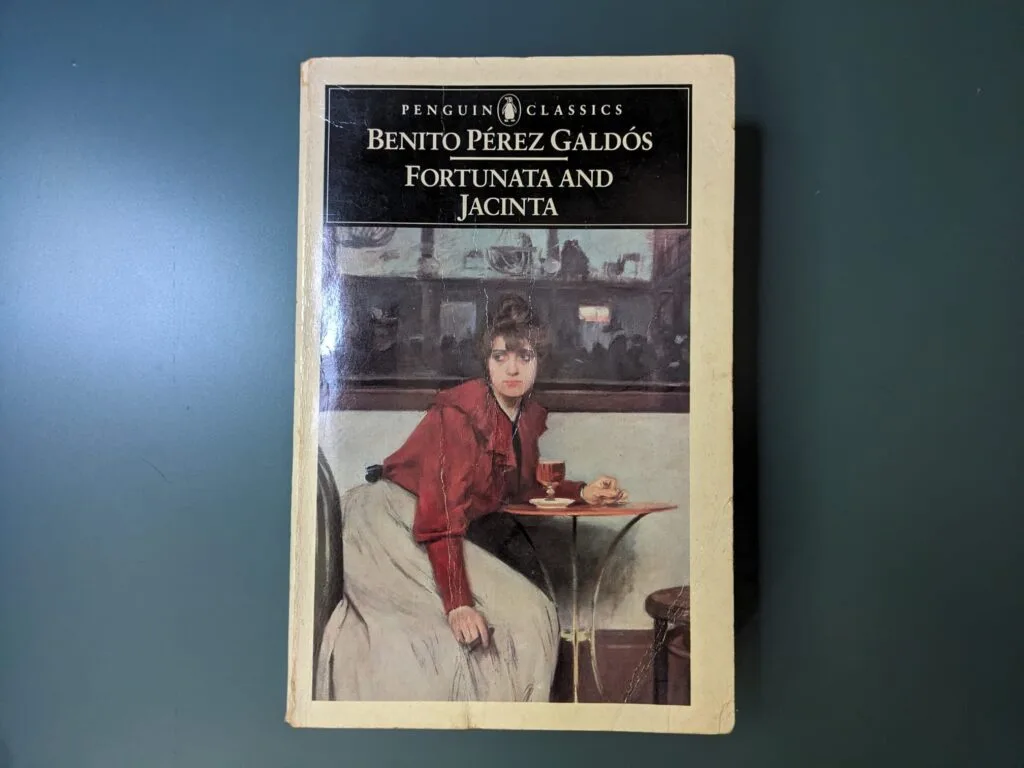 PENGUIN CLASSICS
BENITO PÉREZ GALDÓS
FORTUNATA AND
JACINTA